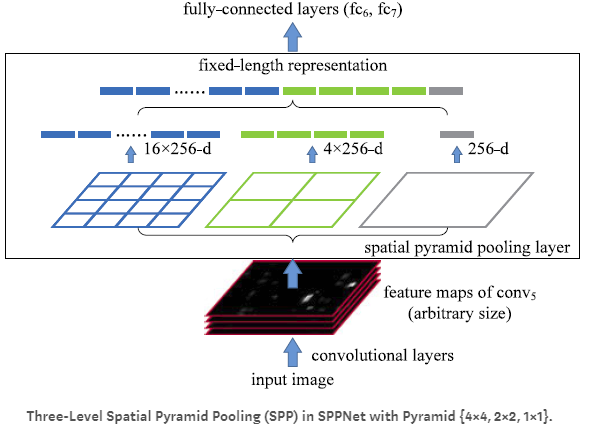 fully-connected layers (fc₆, fc₇)
fixed-length representation
......
......
16×256-d
4×256-d
256-d
spatial pyramid pooling layer
feature maps of conv₅
(arbitrary size)
convolutional layers
input image
Three-Level Spatial Pyramid Pooling (SPP) in SPPNet with Pyramid {4×4, 2×2, 1×1}.